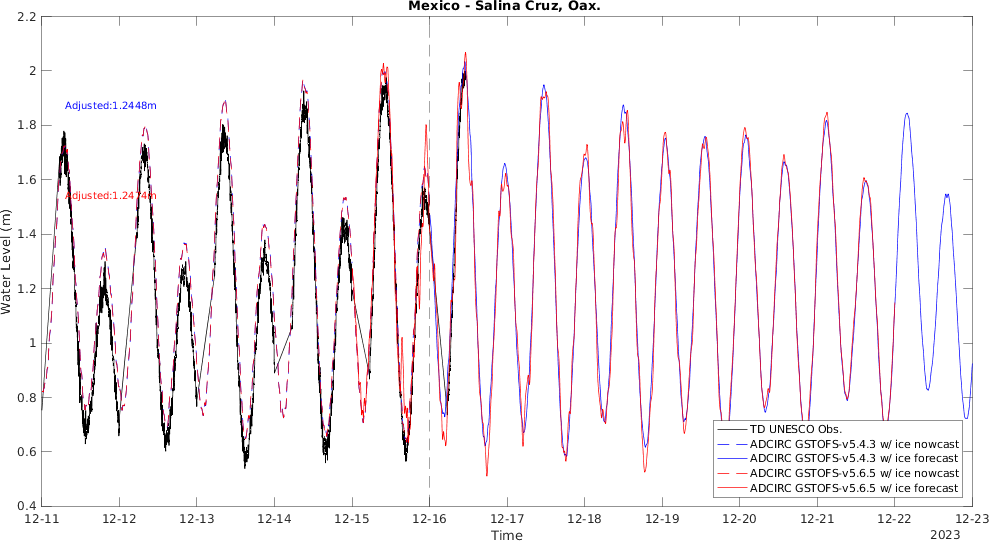 Mexico - Salina Cruz, Oax.
2.2
2
1.8
1.6
1.4
1.2
1
0.8
0.6
0.4
Water Level (m)
Adjusted:1.2448m
Adjusted:1.2474m
TD UNESCO Obs.
ADCIRC GSTOFS-v5.4.3 w/ ice nowcast
ADCIRC GSTOFS-v5.4.3 w/ ice forecast
ADCIRC GSTOFS-v5.6.5 w/ ice nowcast
ADCIRC GSTOFS-v5.6.5 w/ ice forecast
12-11 12-12 12-13 12-14 12-15 12-16 12-17 12-18 12-19 12-20 12-21 12-22 12-23
Time
2023